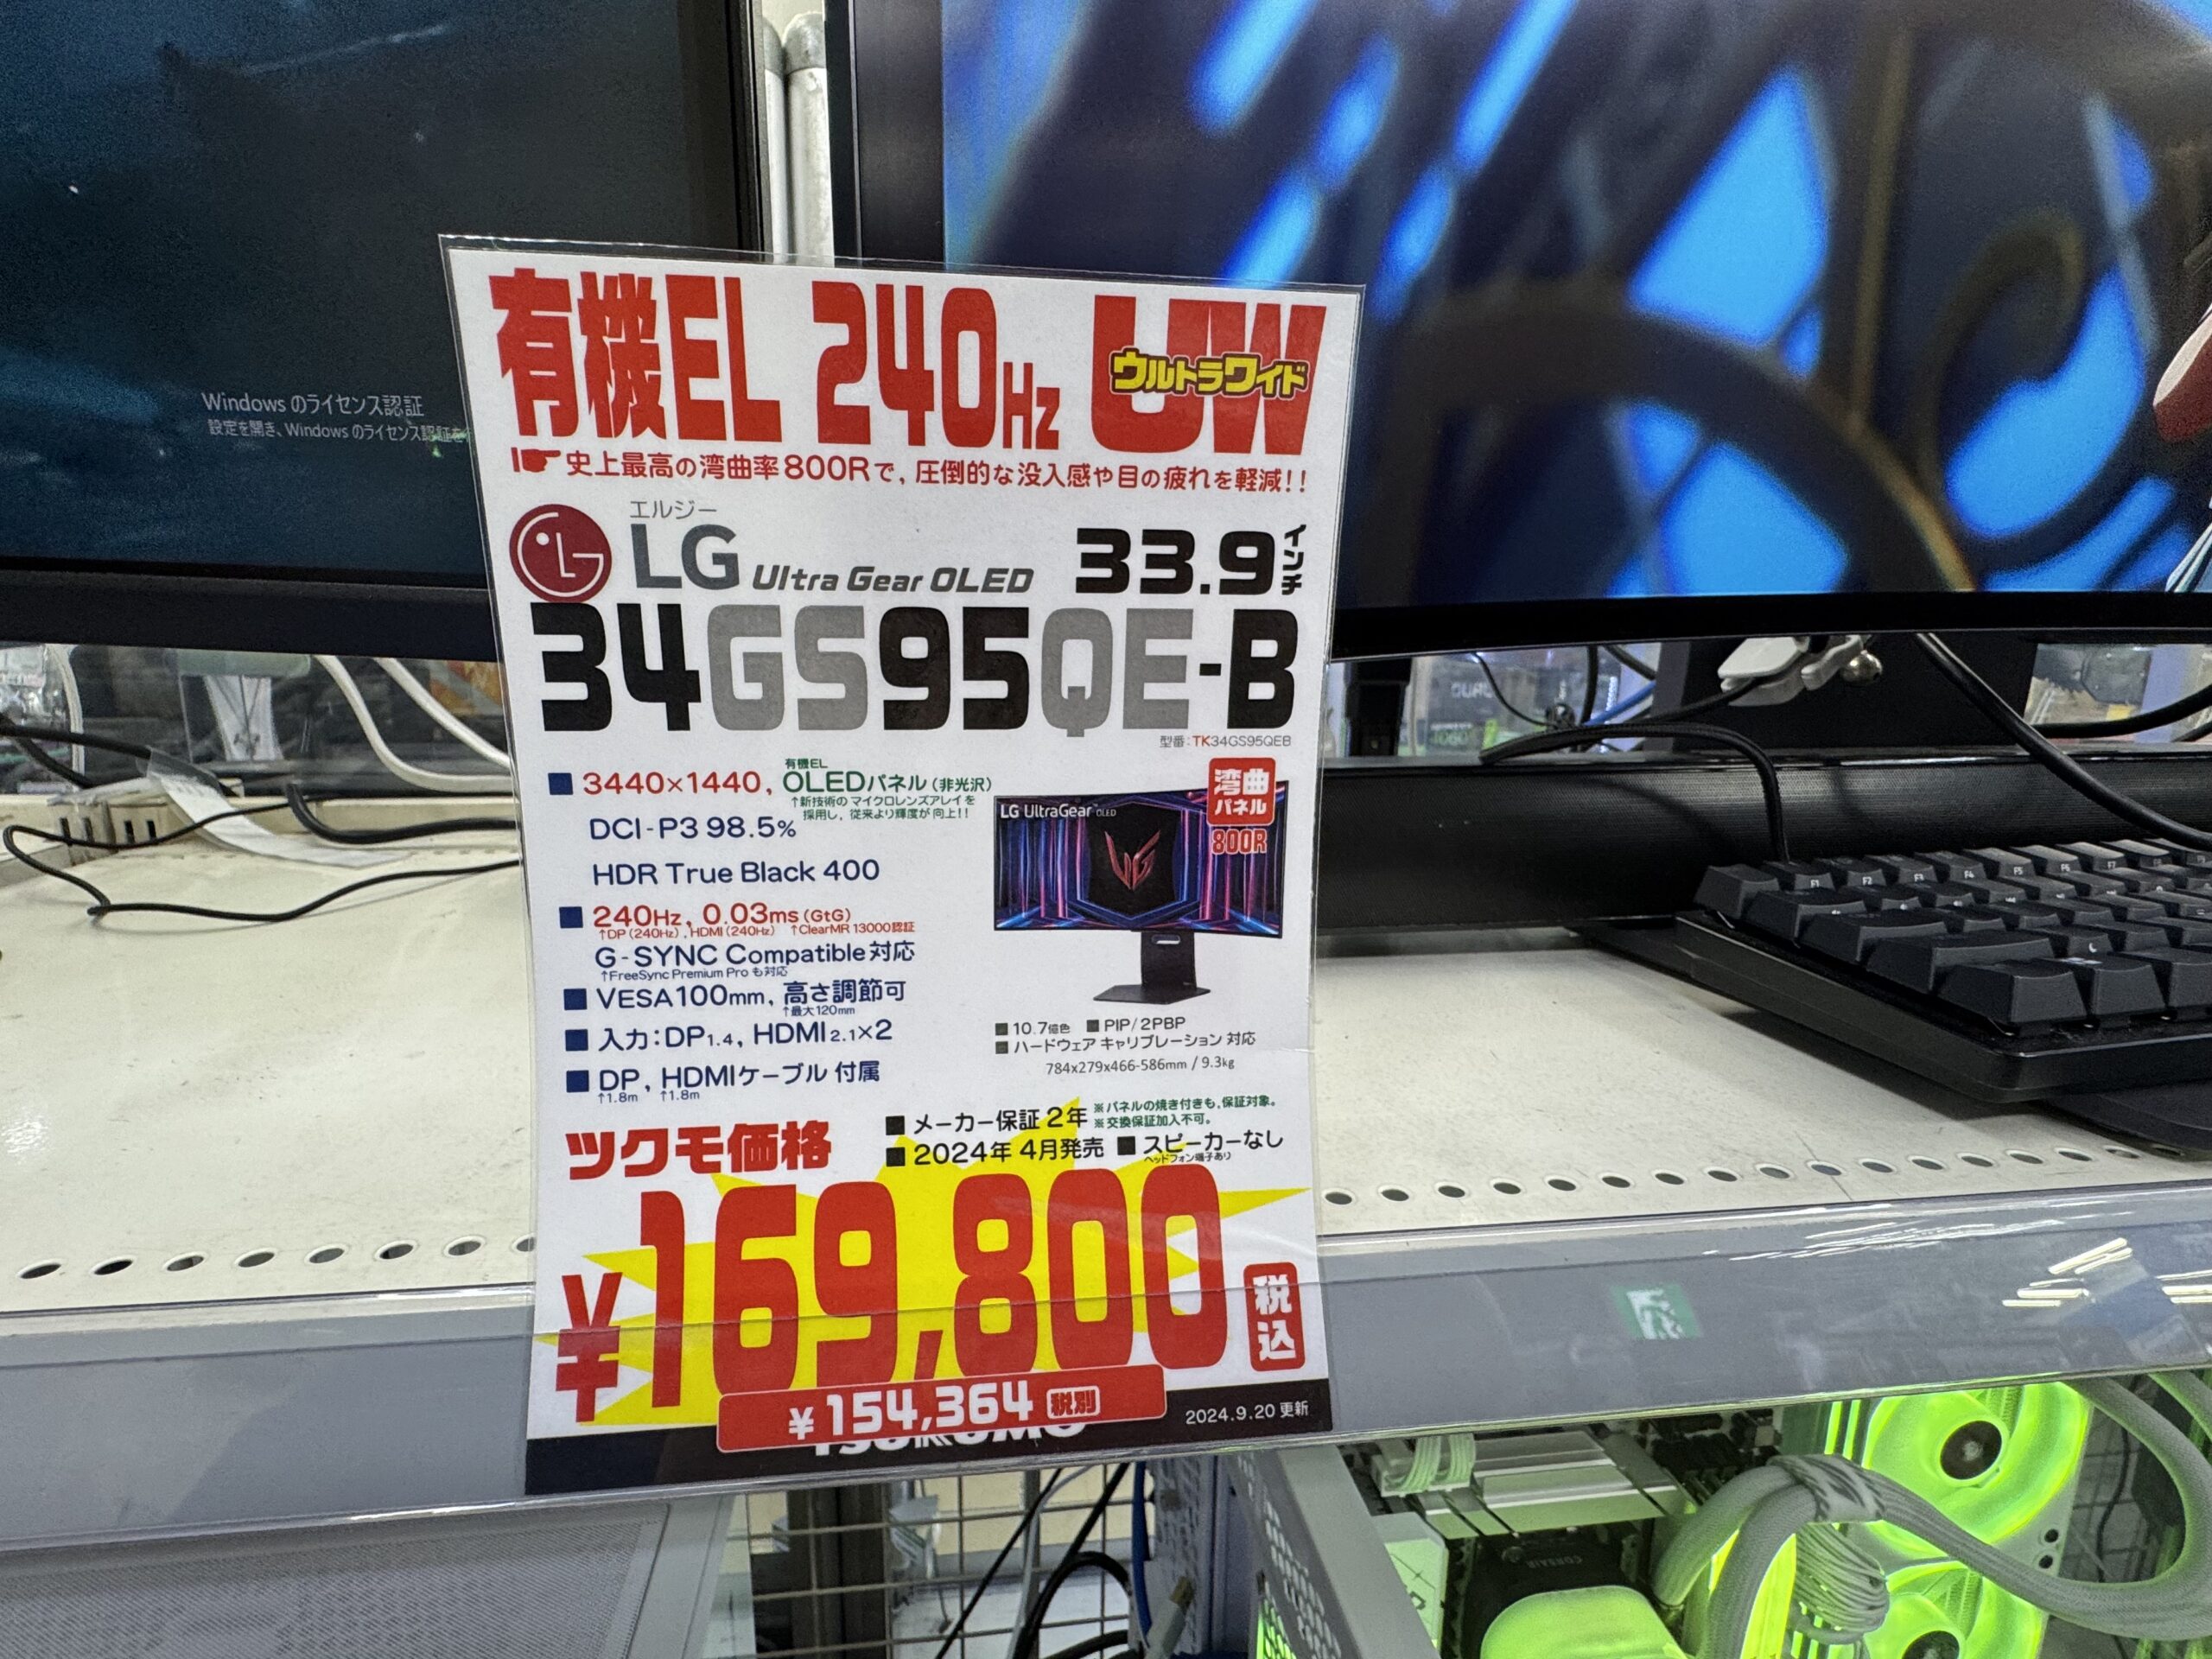 Windows のライセンス認証
設定を開き、Windows のライセンス認証を
有機EL 240Hz UW
ウルトラワイド
史上最高の湾曲率800Rで, 圧倒的な没入感や目の疲れを軽減!!
エルジー
LG Ultra Gear OLED 33.9インチ
34GS95QE-B
型番:TK34GS95QEB
有機EL
■ 3440×1440, OLEDパネル (非光沢)
↑新技術の マイクロレンズアレイを
採用し, 従来より輝度が向上!!
DCI-P3 98.5%
HDR True Black 400
■ 240Hz, 0.03ms (GtG)
↑DP (240Hz) , HDMI (240Hz) ↑ClearMR 13000認証
G-SYNC Compatible 対応
↑FreeSync Premium Pro も対応
■ VESA100mm, 高さ調節可
↑最大120mm
■ 入力:DP1.4, HDMI2.1×2
■ DP, HDMIケーブル 付属
↑1.8m ↑1.8m
湾曲
パネル
800R
LG UltraGear™ OLED
■ 10.7億色 ■ PIP/2PBP
■ ハードウェア キャリブレーション 対応
784x279x466-586mm / 9.3kg
ツクモ価格
■ メーカー保証 2年 ※パネルの焼き付きも、保証対象。
※交換保証加入不可。
■ 2024年 4月発売 ■ スピーカーなし
ヘッドフォン端子あり
¥169,800 税込
¥154,364 税別
2024.9.20 更新
CORSAIR